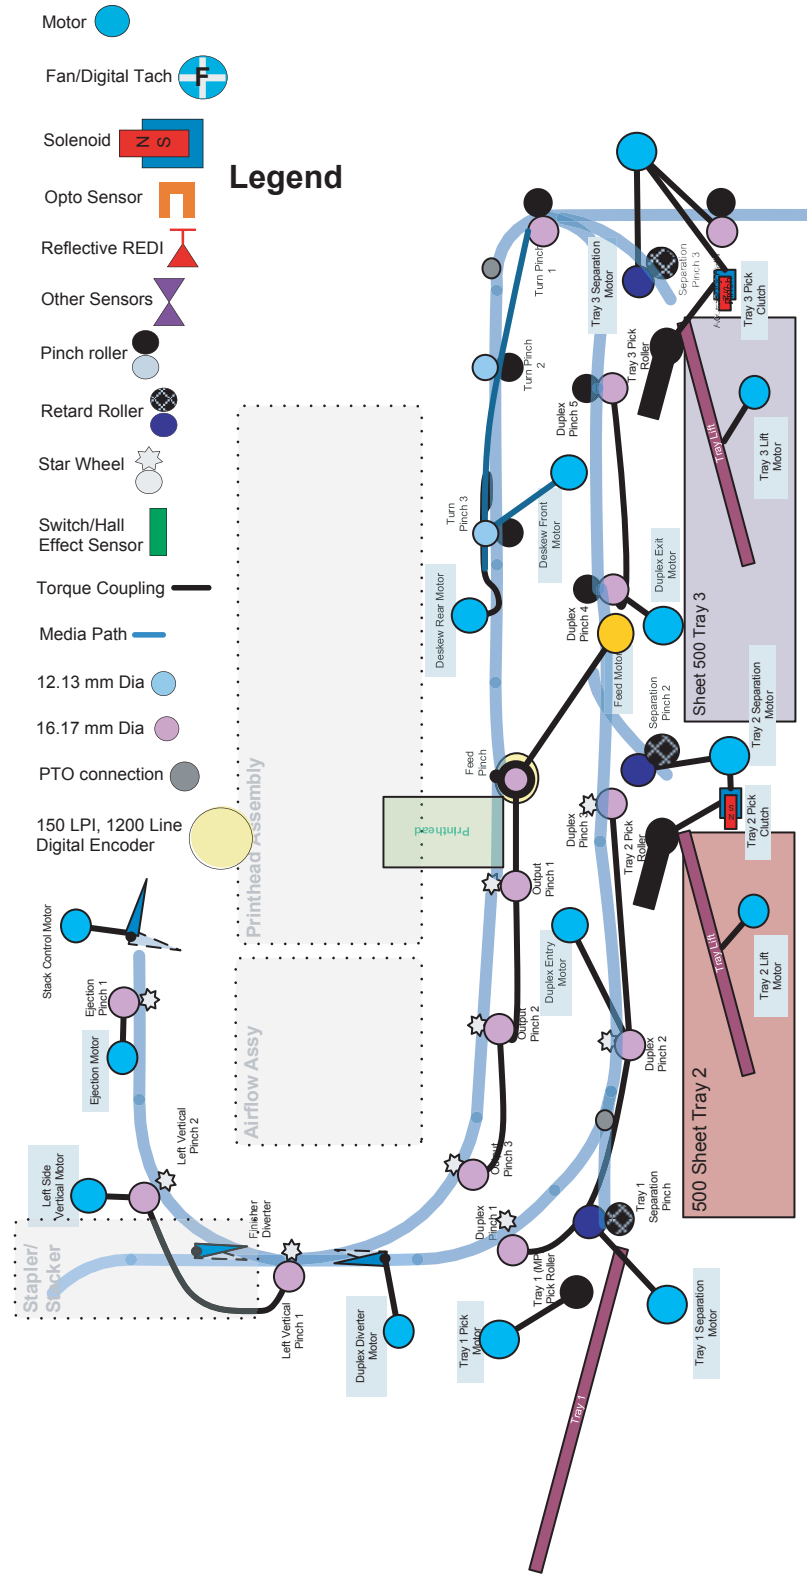 Legend
Motor
Fan/Digital Tach
F
Solenoid
N
S
Opto Sensor
Reflective REDI
Other Sensors
Pinch roller
Retard Roller
Star Wheel
Switch/Hall
Effect Sensor
Torque Coupling
Media Path
12.13 mm Dia
16.17 mm Dia
PTO connection
150 LPI, 1200 Line
Digital Encoder
Turn Pinch
1
Tray 3 Separation
Motor
Separation
Pinch 3
Tray 3 Pick
Clutch
Turn Pinch
2
Tray 3 Pick
Roller
Duplex
Pinch 5
Tray Lift
Tray 3 Lift
Motor
Turn
Pinch 3
Deskew Front
Motor
Deskew Rear Motor
Duplex
Pinch 4
Duplex Exit
Motor
Sheet 500 Tray 3
Feed Motor
Separation
Pinch 2
Tray 2 Separation
Motor
Feed
Pinch
Printhead
Printhead Assembly
Duplex
Pinch 3
Tray 2 Pick
Roller
S
N
Tray 2 Pick
Clutch
Output
Pinch 1
Stack Control Motor
Duplex Entry
Motor
Tray Lift
Tray 2 Lift
Motor
Ejection
Pinch 1
Ejection Motor
Airflow Assy
Output
Pinch 2
Duplex
Pinch 2
500 Sheet Tray 2
Left Vertical
Pinch 2
Left Side
Vertical Motor
Output
Pinch 3
Duplex
Pinch 1
Tray 1
Separation
Pinch
Stapler/
Stacker
Finisher
Diverter
Left Vertical
Pinch 1
Duplex Diverter
Motor
Tray 1 (MP
Pick Roller
Tray 1 Pick
Motor
Tray 1 Separation
Motor
Tray 1